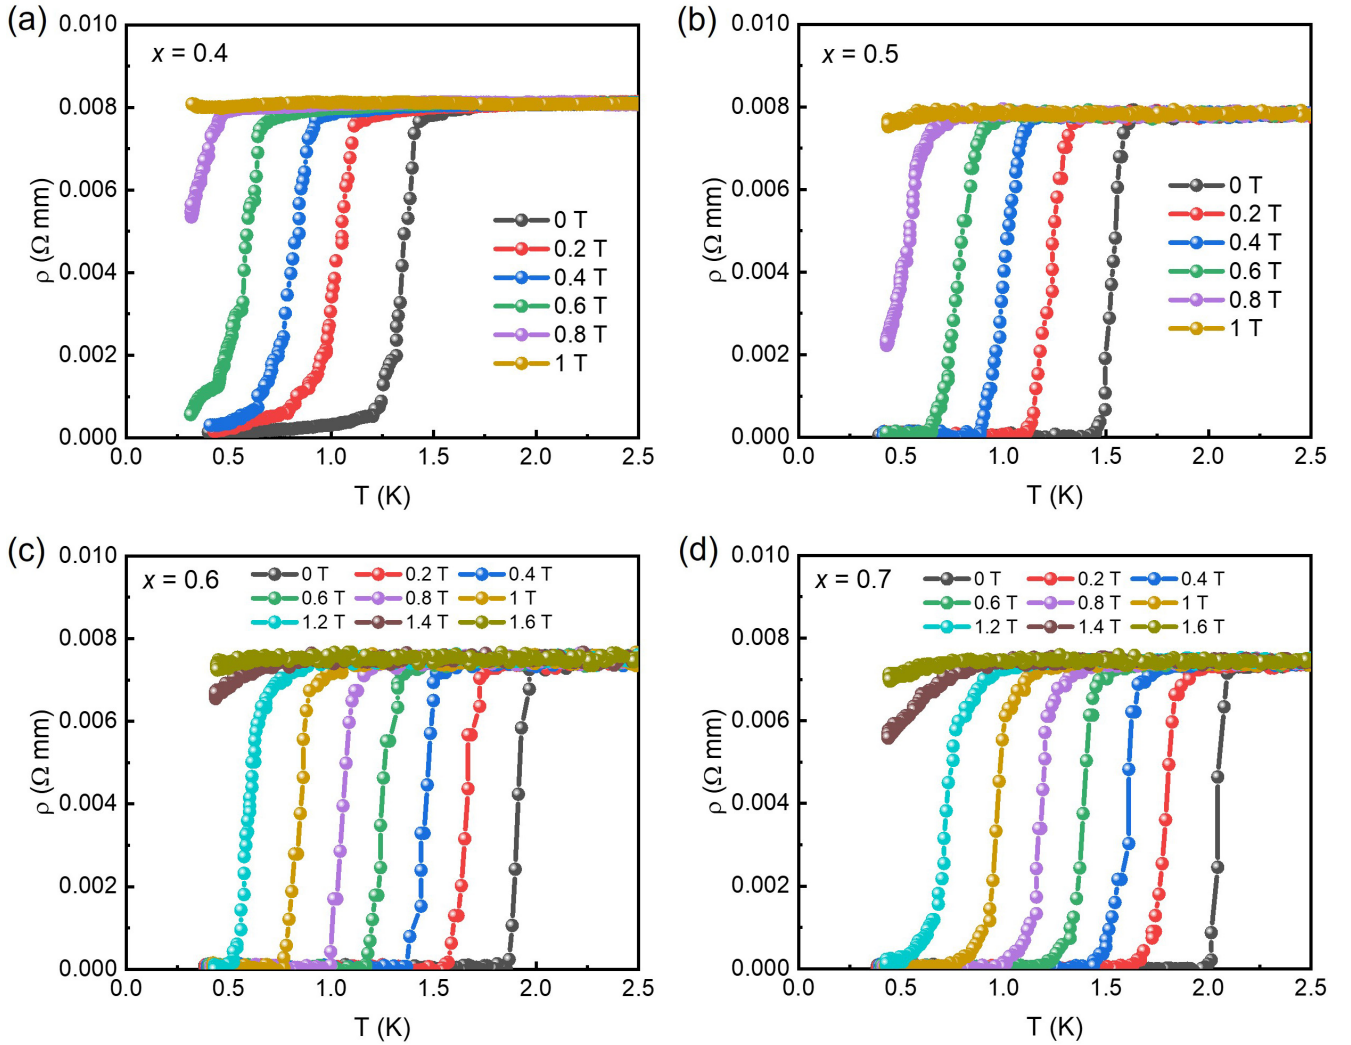 (a)
x = 0.4
0.010
0.008
0.006
0.004
0.002
0.000
ρ (Ω mm)
0 T
0.2 T
0.4 T
0.6 T
0.8 T
1 T
0.0 0.5 1.0 1.5 2.0 2.5
T (K)
(b)
x = 0.5
0.010
0.008
0.006
0.004
0.002
0.000
ρ (Ω mm)
0 T
0.2 T
0.4 T
0.6 T
0.8 T
1 T
0.0 0.5 1.0 1.5 2.0 2.5
T (K)
(c)
x = 0.6
0 T 0.2 T 0.4 T
0.6 T 0.8 T 1 T
1.2 T 1.4 T 1.6 T
0.010
0.008
0.006
0.004
0.002
0.000
ρ (Ω mm)
0.0 0.5 1.0 1.5 2.0 2.5
T (K)
(d)
x = 0.7
0 T 0.2 T 0.4 T
0.6 T 0.8 T 1 T
1.2 T 1.4 T 1.6 T
0.010
0.008
0.006
0.004
0.002
0.000
ρ (Ω mm)
0.0 0.5 1.0 1.5 2.0 2.5
T (K)